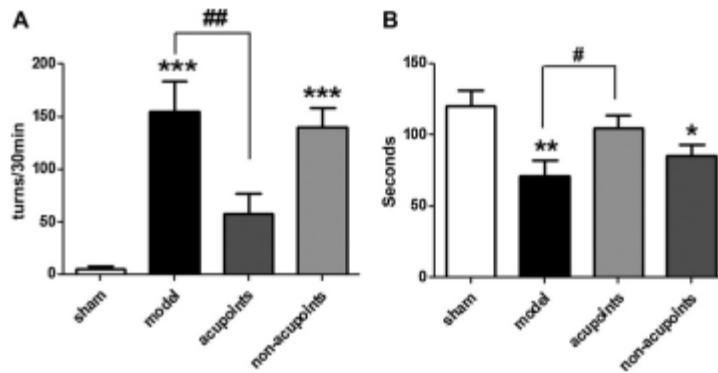 A
##
200
***
***
150
100
50
0
turns/30min
sham
model
acupoints
non-acupoints
B
#
150
**
*
100
50
0
Seconds
sham
model
acupoints
non-acupoints